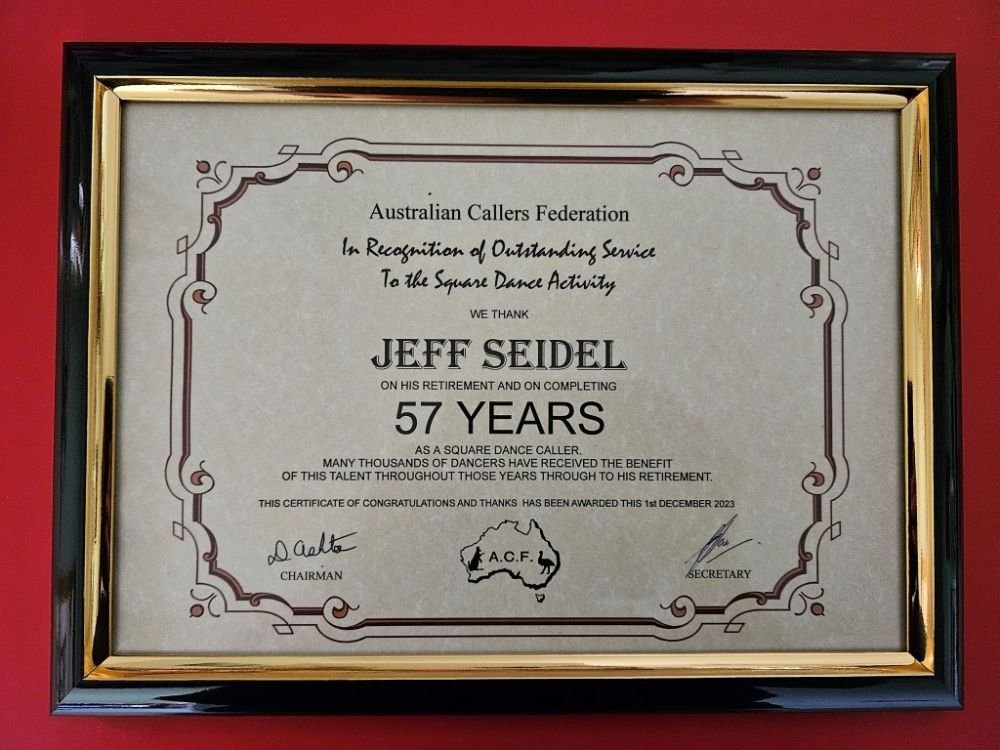 Australian Callers Federation
In Recognition of Outstanding Service
To the Square Dance Activity
WE THANK
JEFF SEIDEL
ON HIS RETIREMENT AND ON COMPLETING
57 YEARS
AS A SQUARE DANCE CALLER.
MANY THOUSANDS OF DANCERS HAVE RECEIVED THE BENEFIT
OF THIS TALENT THROUGHOUT THOSE YEARS THROUGH TO HIS RETIREMENT.
THIS CERTIFICATE OF CONGRATULATIONS AND THANKS HAS BEEN AWARDED THIS 1st DECEMBER 2023
A.C.F.
CHAIRMAN
SECRETARY